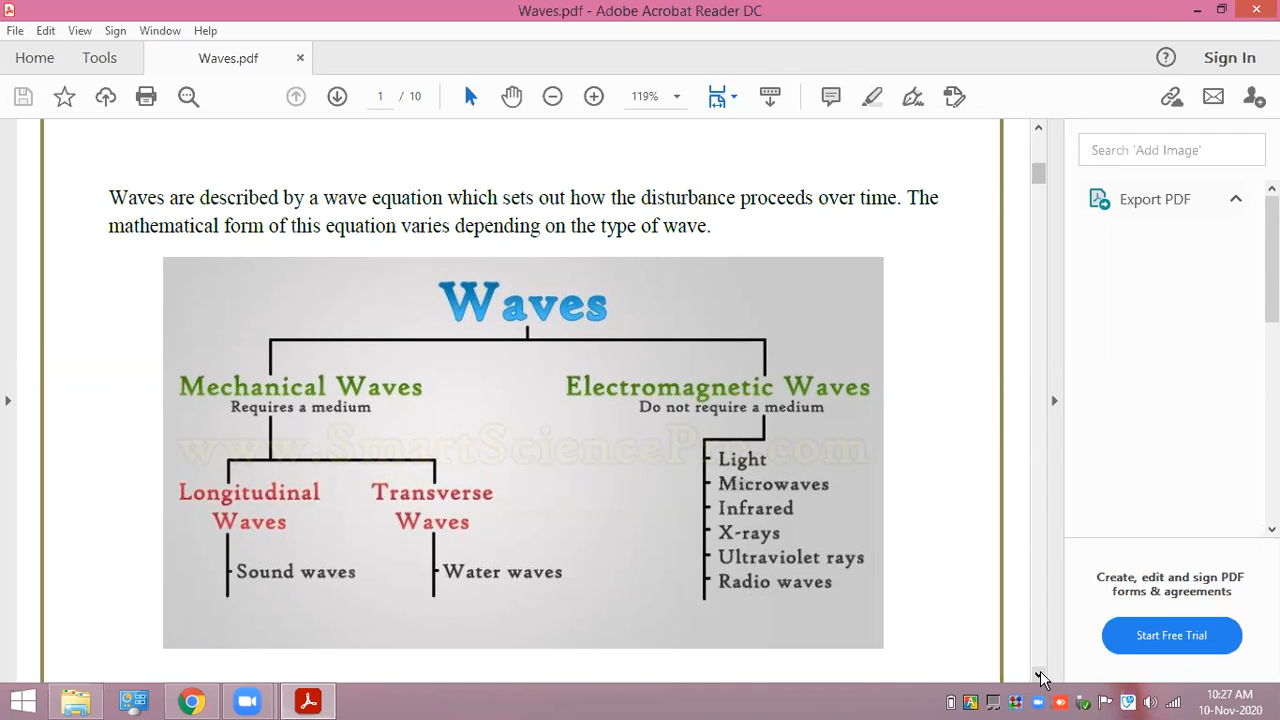 Waves.pdf - Adobe Acrobat Reader DC
File Edit View Sign Window Help
Home Tools Waves.pdf × Sign In
1 / 10 119%
Search 'Add Image'
Export PDF
Waves are described by a wave equation which sets out how the disturbance proceeds over time. The
mathematical form of this equation varies depending on the type of wave.
Waves
Mechanical Waves
Requires a medium
Electromagnetic Waves
Do not require a medium
www.SmartSciencePro.com
Longitudinal
Waves
Transverse
Waves
Sound waves
Water waves
Light
Microwaves
Infrared
X-rays
Ultraviolet rays
Radio waves
Create, edit and sign PDF
forms & agreements
Start Free Trial
10:27 AM
10-Nov-2020